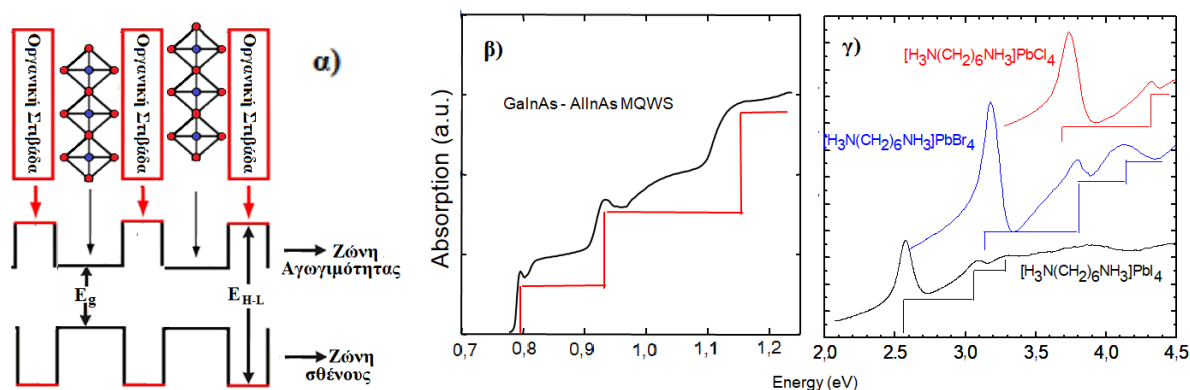 Οργανική Στιβάδα
Οργανική Στιβάδα
Οργανική Στιβάδα
α)
Ζώνη
Αγωγιμότητας
Eg
EH-L
Ζώνη
σθένους
β)
GaInAs - AlInAs MQWS
Absorption (a.u.)
0,7 0,8 0,9 1,0 1,1 1,2
γ)
[H3N(CH2)6NH3]PbCl4
[H3N(CH2)6NH3]PbBr4
[H3N(CH2)6NH3]PbI4
2,0 2,5 3,0 3,5 4,0 4,5
Energy (eV)